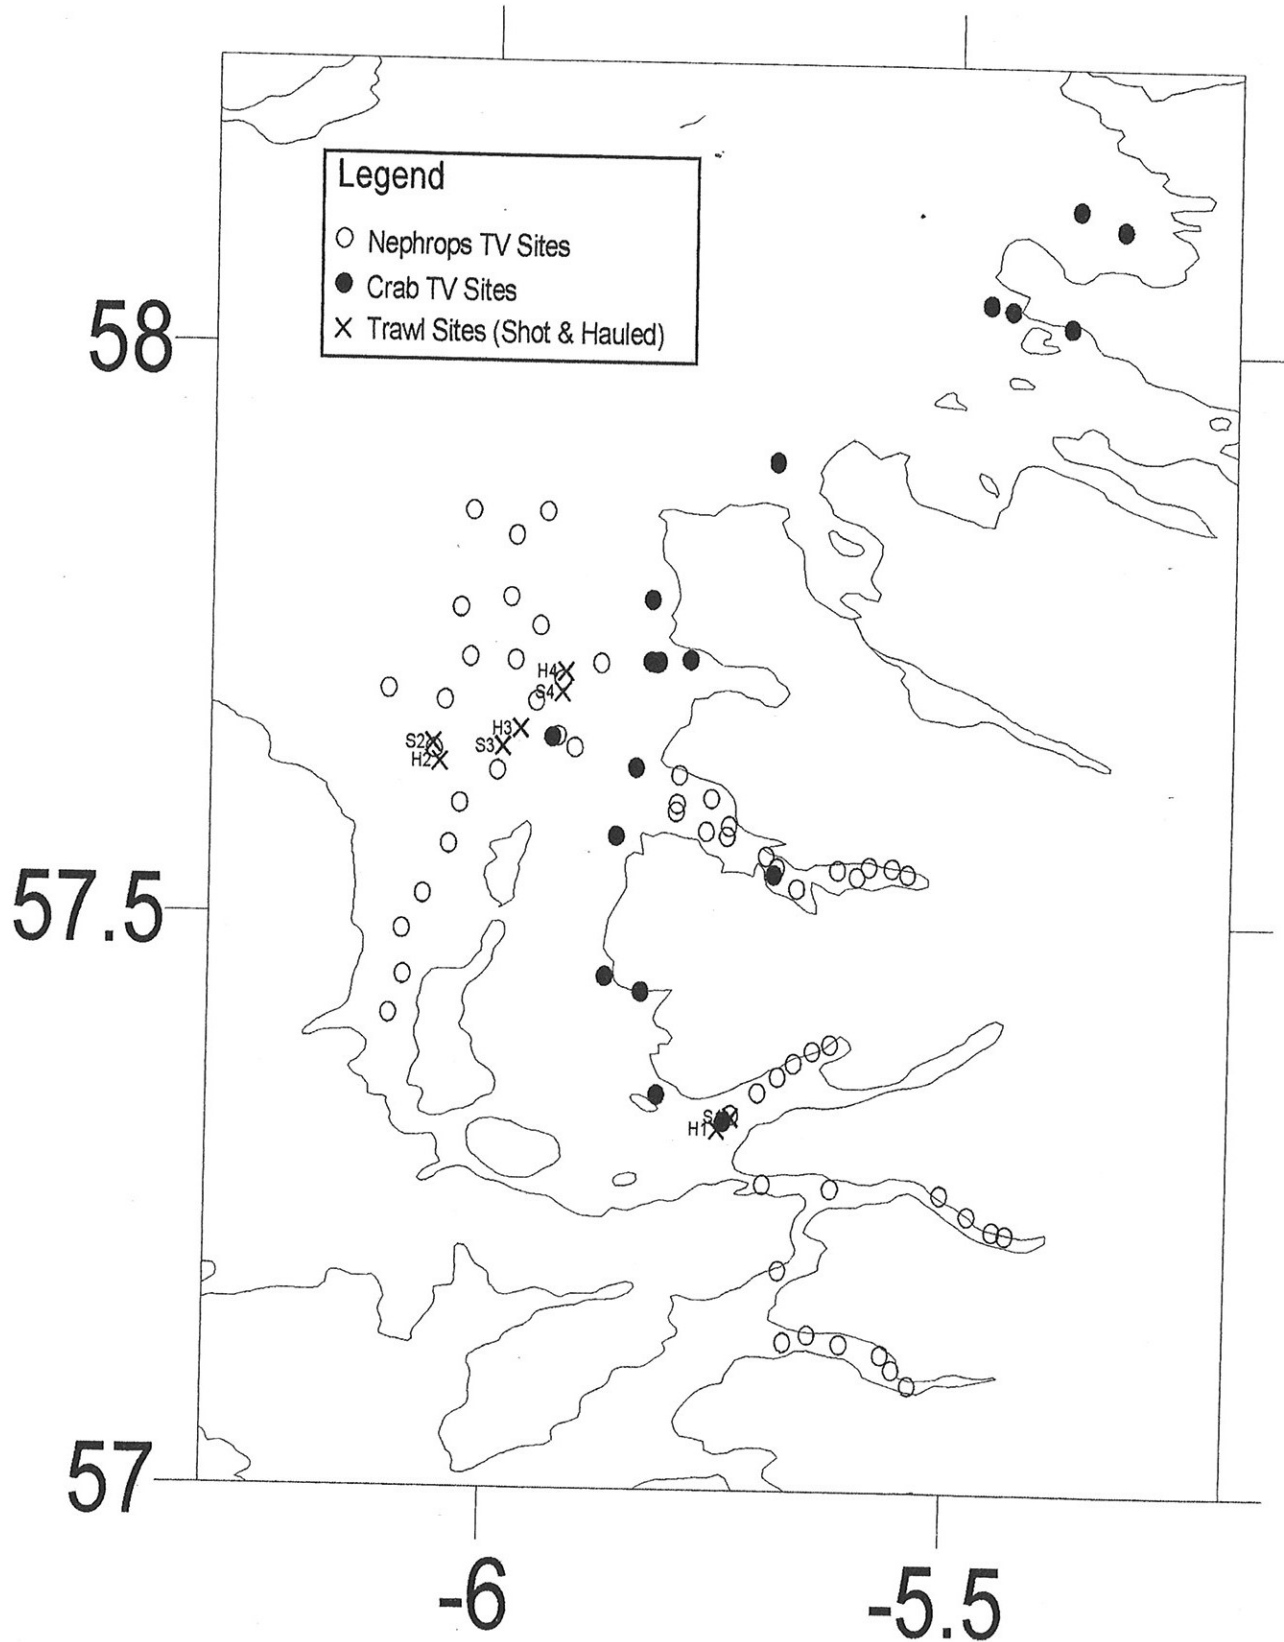 Legend
Nephrops TV Sites
Crab TV Sites
Trawl Sites (Shot & Hauled)
58
H4
S4
H3
S2
S3
H2
57.5
H1
57
-6
-5.5